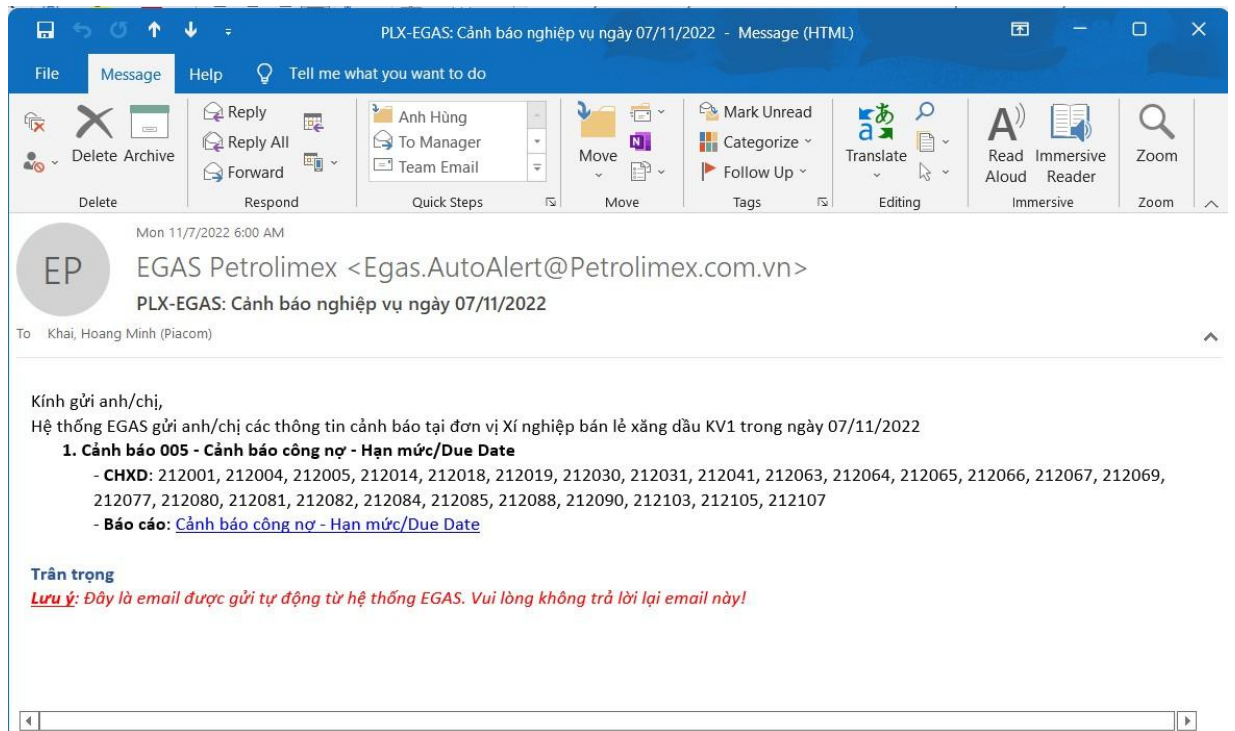 PLX-EGAS: Cảnh báo nghiệp vụ ngày 07/11/2022 - Message (HTML)
File Message Help Tell me what you want to do
Delete Archive
Reply
Reply All
Forward
Anh Hùng
To Manager
Team Email
Move
Mark Unread
Categorize
Follow Up
Translate
Read Aloud
Immersive Reader
Zoom
Delete Respond Quick Steps Move Tags Editing Immersive Zoom
Mon 11/7/2022 6:00 AM
EP
EGAS Petrolimex <Egas.AutoAlert@Petrolimex.com.vn>
PLX-EGAS: Cảnh báo nghiệp vụ ngày 07/11/2022
To Khai, Hoang Minh (Piacom)
Kính gửi anh/chị,
Hệ thống EGAS gửi anh/chị các thông tin cảnh báo tại đơn vị Xí nghiệp bán lẻ xăng dầu KV1 trong ngày 07/11/2022
1. Cảnh báo 005 - Cảnh báo công nợ - Hạn mức/Due Date
- CHXD: 212001, 212004, 212005, 212014, 212018, 212019, 212030, 212031, 212041, 212063, 212064, 212065, 212066, 212067, 212069,
212077, 212080, 212081, 212082, 212084, 212085, 212088, 212090, 212103, 212105, 212107
- Báo cáo: Cảnh báo công nợ - Hạn mức/Due Date
Trân trọng
Lưu ý: Đây là email được gửi tự động từ hệ thống EGAS. Vui lòng không trả lời lại email này!